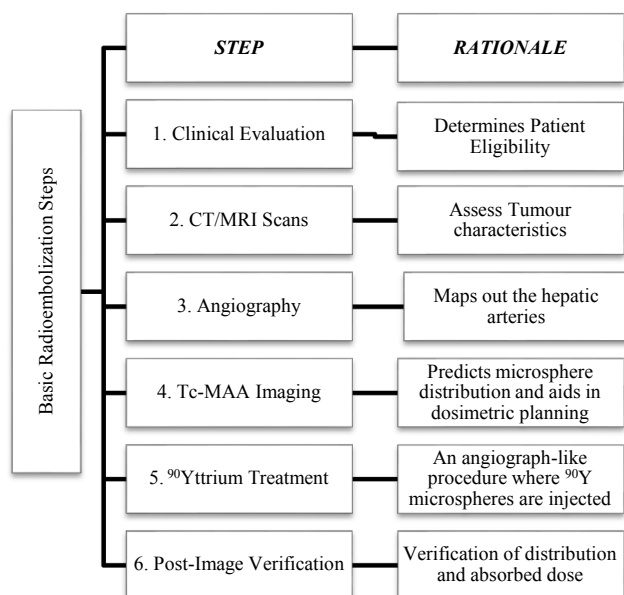 Basic Radioembolization Steps
STEP
RATIONALE
1. Clinical Evaluation
Determines Patient
Eligibility
2. CT/MRI Scans
Assess Tumour
characteristics
3. Angiography
Maps out the hepatic
arteries
4. Tc-MAA Imaging
Predicts microsphere
distribution and aids in
dosimetric planning
5. ⁹⁰Yttrium Treatment
An angiograph-like
procedure where ⁹⁰Y
microspheres are injected
6. Post-Image Verification
Verification of distribution
and absorbed dose